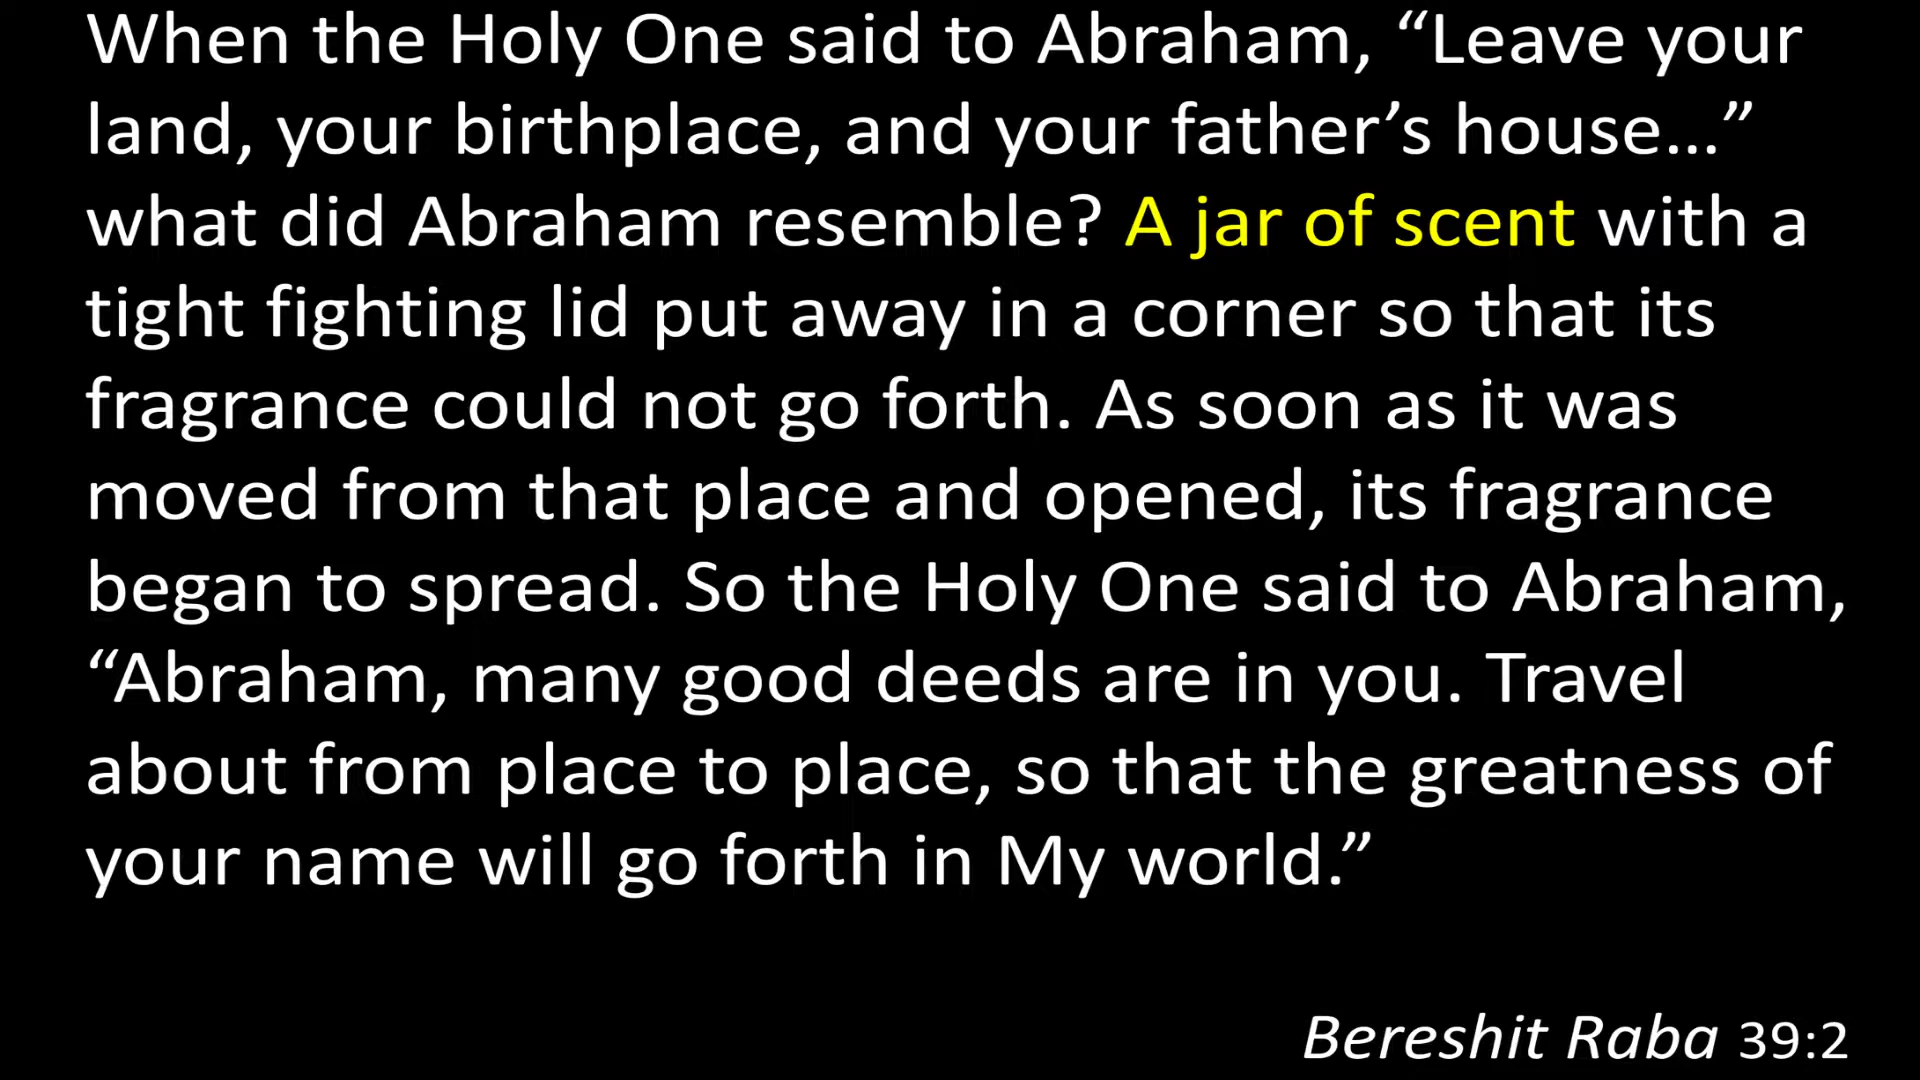 When the Holy One said to Abraham, “Leave your
land, your birthplace, and your father’s house…”
what did Abraham resemble? A jar of scent with a
tight fighting lid put away in a corner so that its
fragrance could not go forth. As soon as it was
moved from that place and opened, its fragrance
began to spread. So the Holy One said to Abraham,
“Abraham, many good deeds are in you. Travel
about from place to place, so that the greatness of
your name will go forth in My world.”
Bereshit Raba 39:2